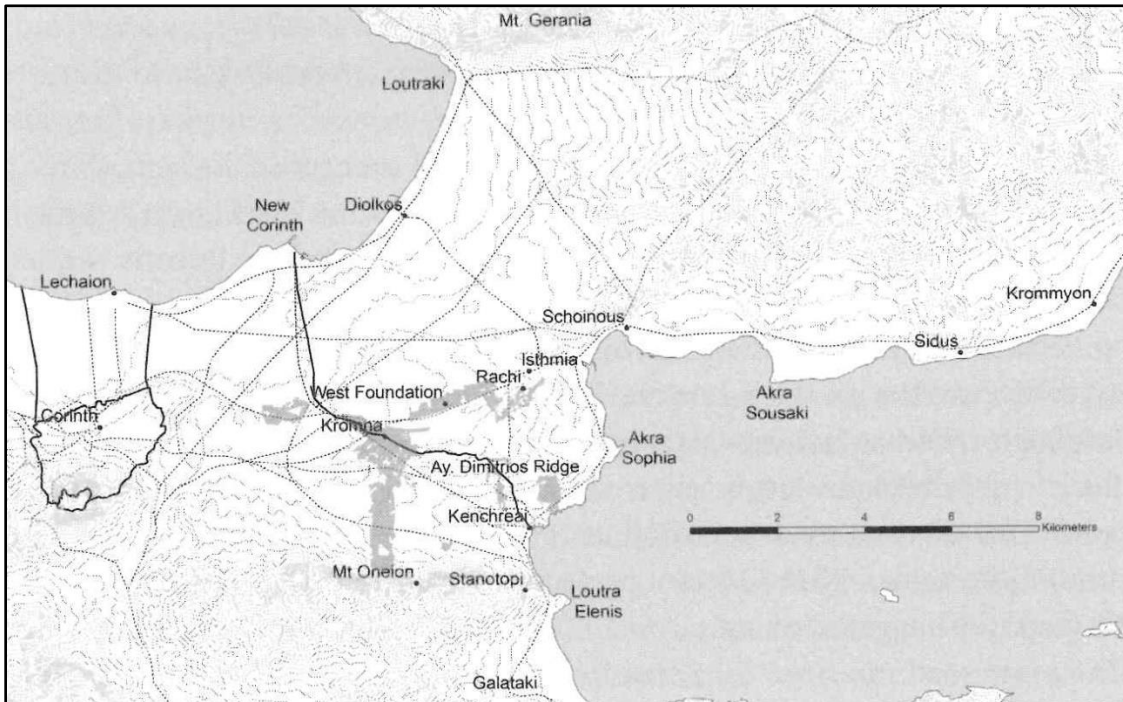 Mt. Gerania
Loutraki
New
Corinth
Diolkos
Lechaion
Krommyon
Schoinous
Sidus
Isthmia
Rachi
West Foundation
Akra
Sousaki
Corinth
Kromna
Akra
Sophia
Ay. Dimitrios Ridge
Kenchreai
0 2 4 6 8
Kilometers
Mt Oneion
Stanotopi
Loutra
Elenis
Galataki